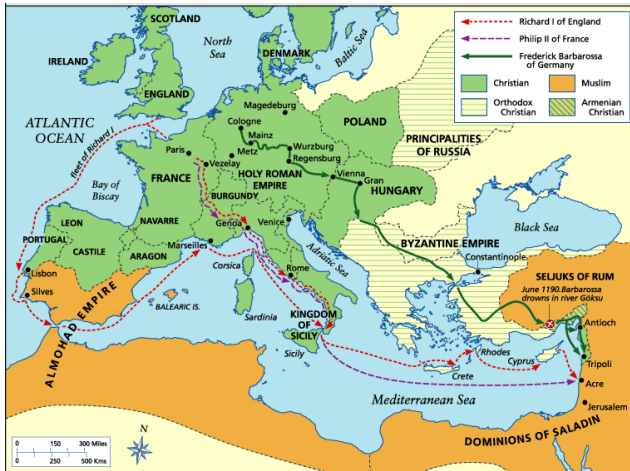 SCOTLAND
North
Sea
IRELAND
DENMARK
Baltic Sea
ENGLAND
ATLANTIC
OCEAN
fleet of Richard I
Richard I of England
Philip II of France
Frederick Barbarossa
of Germany
Christian
Muslim
Orthodox
Christian
Armenian
Christian
Magdeburg
Cologne
Mainz
Metz
Wurzburg
Regensburg
POLAND
PRINCIPALITIES
OF RUSSIA
Paris
Vezelay
FRANCE
HOLY ROMAN
EMPIRE
Vienna
Gran
HUNGARY
Bay of
Biscay
BURGUNDY
LEON
NAVARRE
Genoa
Venice
PORTUGAL
CASTILE
ARAGON
Marseilles
Corsica
Adriatic Sea
Rome
BYZANTINE EMPIRE
Black Sea
Constantinople
Lisbon
Silves
ALMOHAD EMPIRE
BALEARIC IS.
Sardinia
KINGDOM
OF
SICILY
Sicily
SELJUKS OF RUM
June 1190.Barbarossa
drowns in river Göksu
Antioch
Rhodes
Cyprus
Crete
Tripoli
Acre
Mediterranean Sea
Jerusalem
DOMINIONS OF SALADIN
0 150 300 Miles
0 250 500 Kms
N